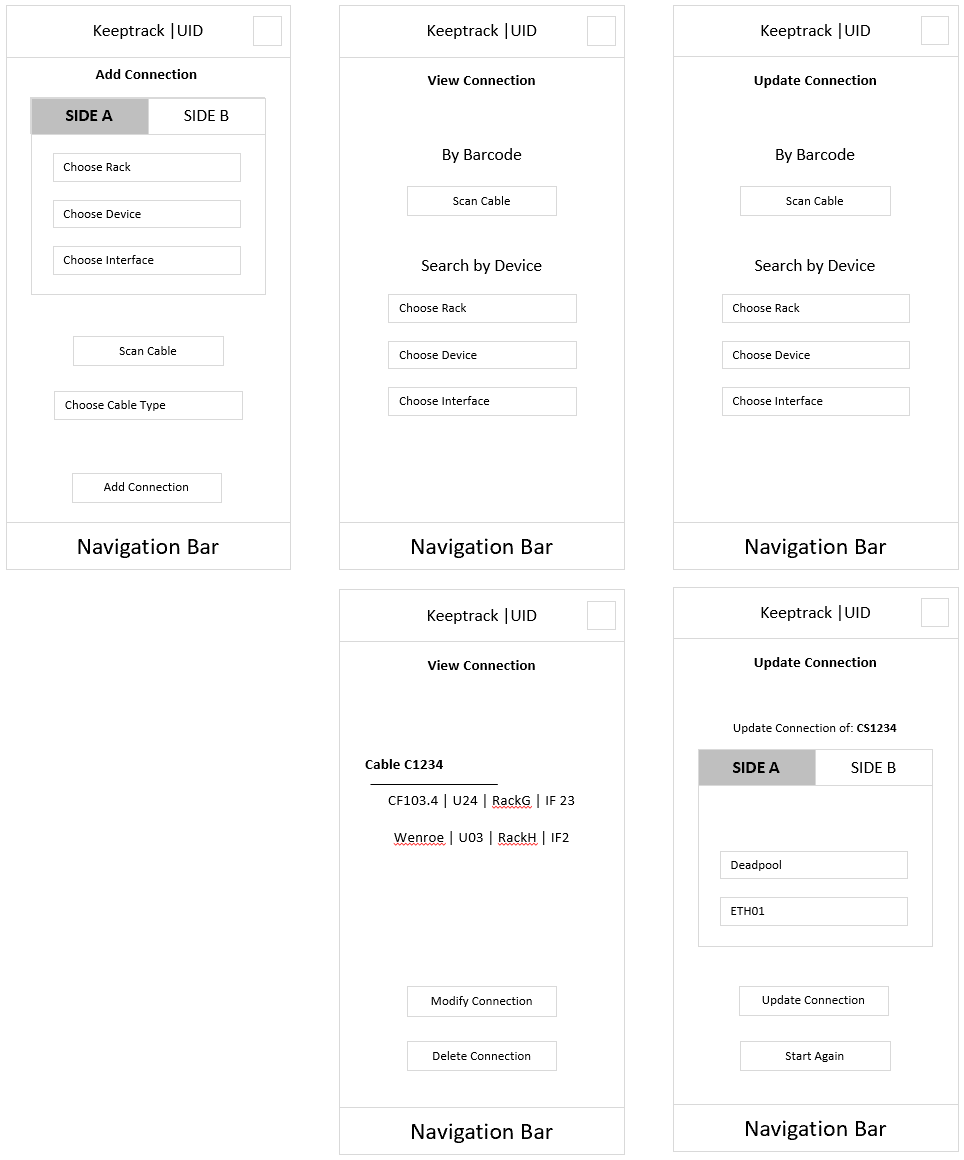 Keeptrack |UID
Add Connection
SIDE A
SIDE B
Choose Rack
Choose Device
Choose Interface
Scan Cable
Choose Cable Type
Add Connection
Navigation Bar
Keeptrack |UID
View Connection
By Barcode
Scan Cable
Search by Device
Choose Rack
Choose Device
Choose Interface
Navigation Bar
Keeptrack |UID
Update Connection
By Barcode
Scan Cable
Search by Device
Choose Rack
Choose Device
Choose Interface
Navigation Bar
Keeptrack |UID
View Connection
Cable C1234
CF103.4 | U24 | RackG | IF 23
Wenroe | U03 | RackH | IF2
Modify Connection
Delete Connection
Navigation Bar
Keeptrack |UID
Update Connection
Update Connection of: CS1234
SIDE A
SIDE B
Deadpool
ETH01
Update Connection
Start Again
Navigation Bar